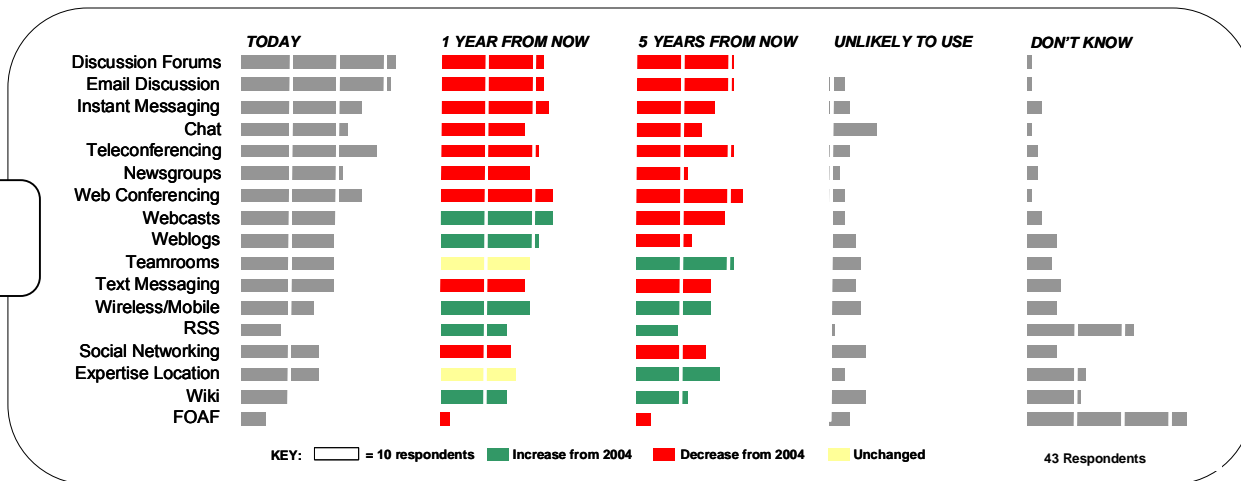 TODAY 1 YEAR FROM NOW 5 YEARS FROM NOW UNLIKELY TO USE DON'T KNOW
Discussion Forums
Email Discussion
Instant Messaging
Chat
Teleconferencing
Newsgroups
Web Conferencing
Webcasts
Weblogs
Teamrooms
Text Messaging
Wireless/Mobile
RSS
Social Networking
Expertise Location
Wiki
FOAF
KEY: = 10 respondents Increase from 2004 Decrease from 2004 Unchanged 43 Respondents